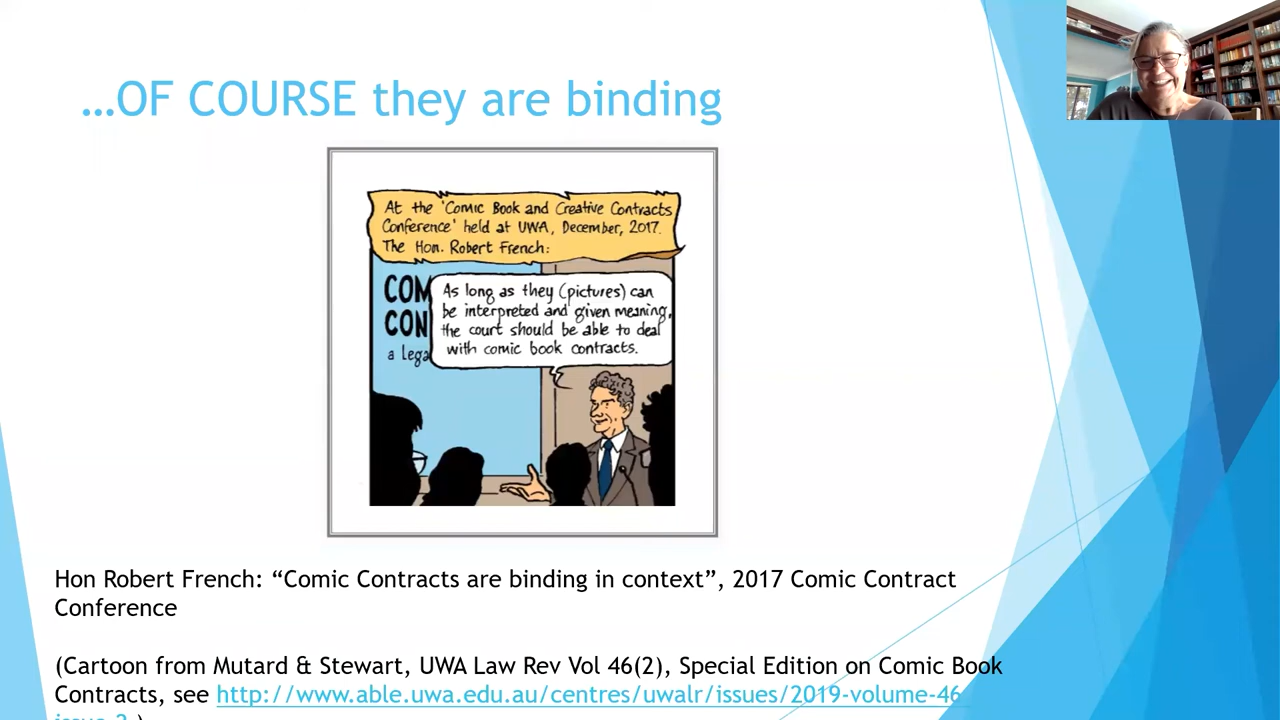 …OF COURSE they are binding
At the 'Comic Book and Creative Contracts
Conference' held at UWA, December, 2017.
The Hon. Robert French:
COM
CON
a Lega
As long as they (pictures) can
be interpreted and given meaning,
the court should be able to deal
with comic book contracts.
Hon Robert French: “Comic Contracts are binding in context”, 2017 Comic Contract
Conference
(Cartoon from Mutard & Stewart, UWA Law Rev Vol 46(2), Special Edition on Comic Book
Contracts, see http://www.able.uwa.edu.au/centres/uwalr/issues/2019-volume-46-